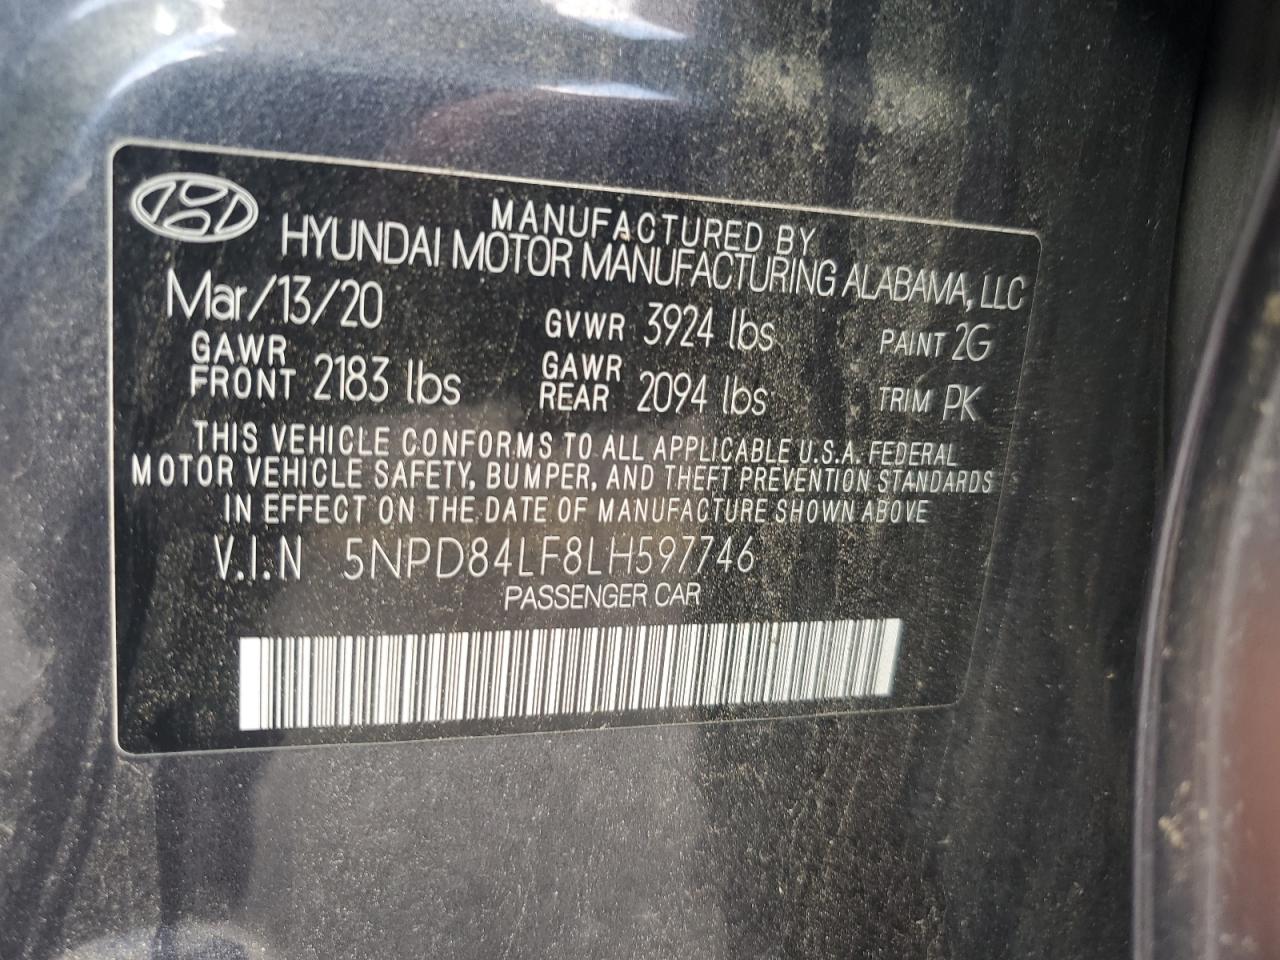 MANUFACTURED BY
HYUNDAI MOTOR MANUFACTURING ALABAMA, LLC
Mar/13/20 GVWR 3924 lbs PAINT 2G
GAWR FRONT 2183 lbs GAWR REAR 2094 lbs TRIM PK
THIS VEHICLE CONFORMS TO ALL APPLICABLE U.S.A. FEDERAL
MOTOR VEHICLE SAFETY, BUMPER, AND THEFT PREVENTION STANDARDS
IN EFFECT ON THE DATE OF MANUFACTURE SHOWN ABOVE
V.I.N 5NPD84LF8LH597746
PASSENGER CAR